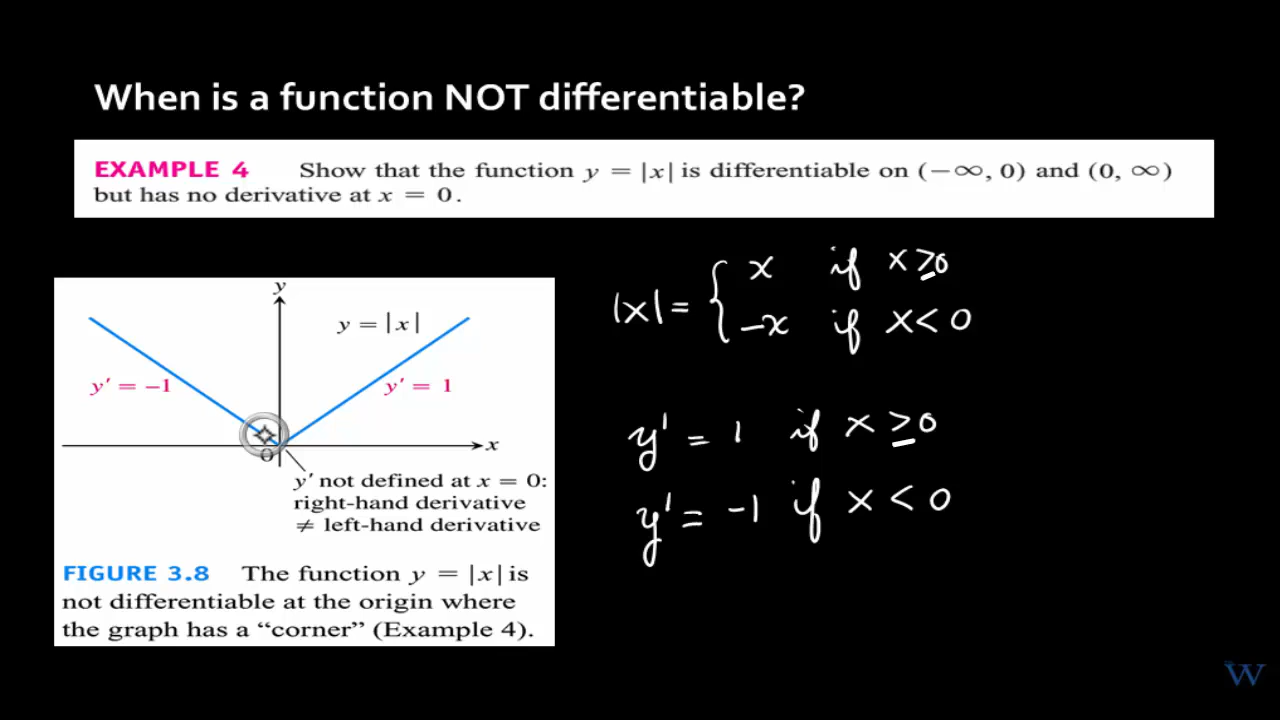 When is a function NOT differentiable?
EXAMPLE 4 Show that the function y = |x| is differentiable on (−∞, 0) and (0, ∞)
but has no derivative at x = 0.
y
y = |x|
y′ = −1
y′ = 1
x
0
y′ not defined at x = 0:
right-hand derivative
≠ left-hand derivative
FIGURE 3.8 The function y = |x| is
not differentiable at the origin where
the graph has a “corner” (Example 4).
|x| = { x if x ≥ 0
-x if x < 0
y' = 1 if x ≥ 0
y' = -1 if x < 0
W